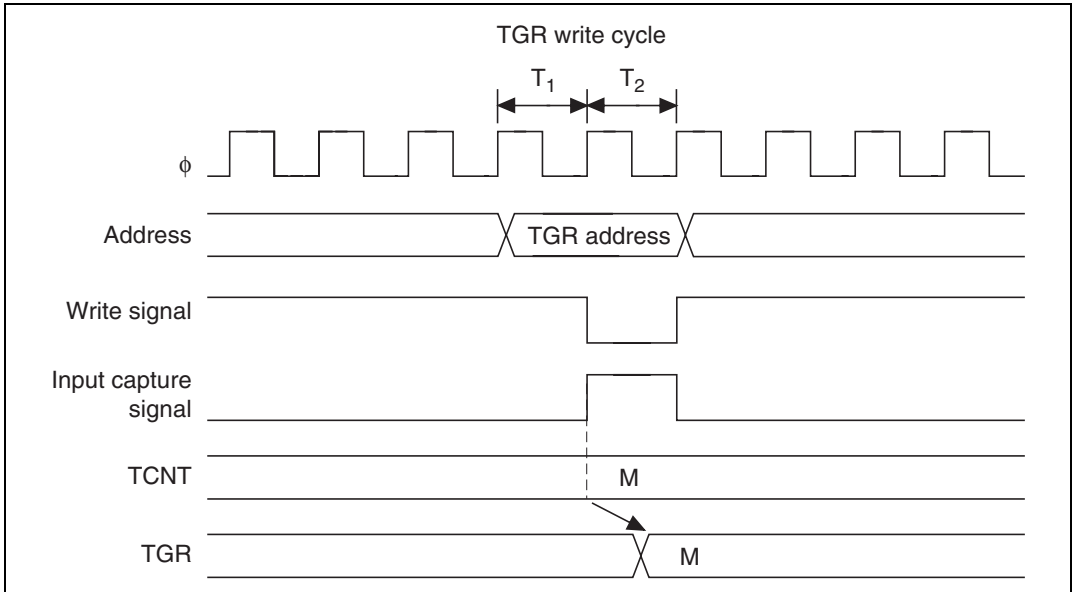 TGR write cycle
T1 T2
ϕ
Address
TGR address
Write signal
Input capture
signal
TCNT
M
TGR
M